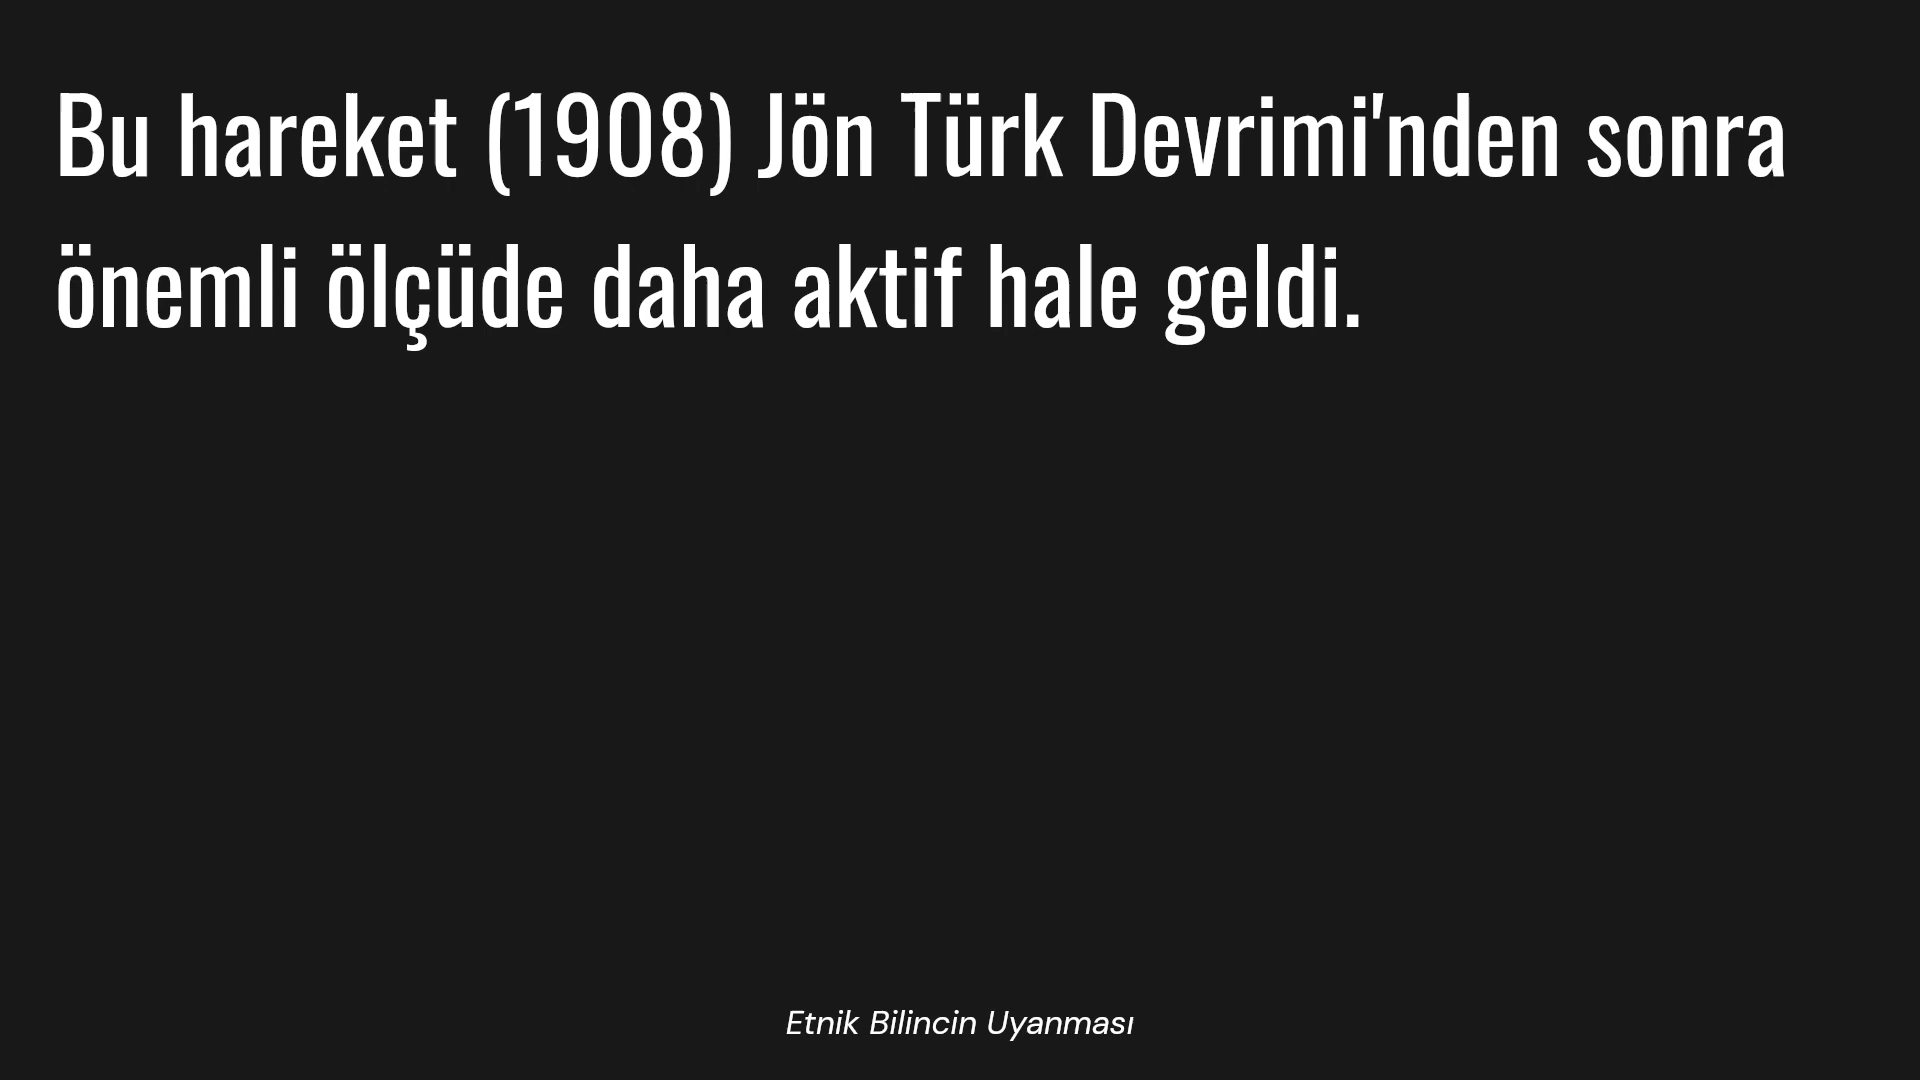 Bu hareket (1908) Jön Türk Devrimi'nden sonra
önemli ölçüde daha aktif hale geldi.
Etnik Bilincin Uyanması